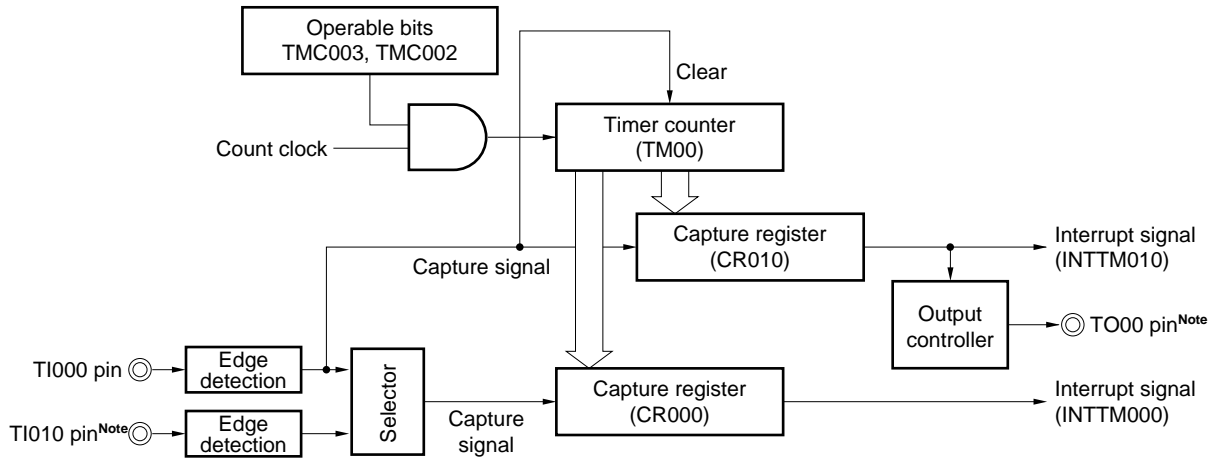 Operable bits
TMC003, TMC002
Clear
Timer counter
(TM00)
Count clock
Capture register
(CR010)
Interrupt signal
(INTTM010)
Capture signal
Output
controller
TO00 pinNote
TI000 pin
Edge
detection
Selector
Capture register
(CR000)
Interrupt signal
(INTTM000)
TI010 pinNote
Edge
detection
Capture
signal